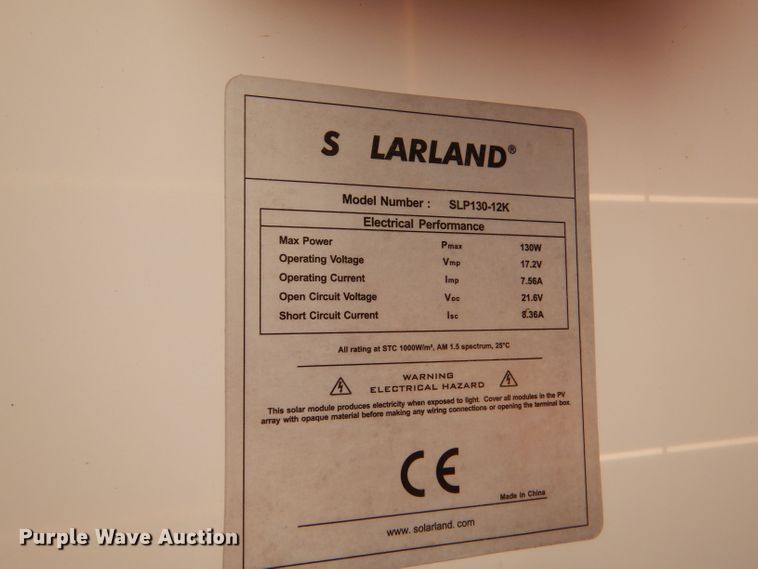 S LARLAND®
Model Number : SLP130-12K
Electrical Performance
Max Power Pmax 130W
Operating Voltage Vmp 17.2V
Operating Current Imp 7.56A
Open Circuit Voltage Voc 21.6V
Short Circuit Current Isc 8.36A
All rating at STC 1000W/m², AM 1.5 spectrum, 25°C
WARNING
ELECTRICAL HAZARD
This solar module produces electricity when exposed to light. Cover all modules in the PV
array with opaque material before making any wiring connections or opening the terminal box.
CE
Made in China
www. solarland. com
Purple Wave Auction